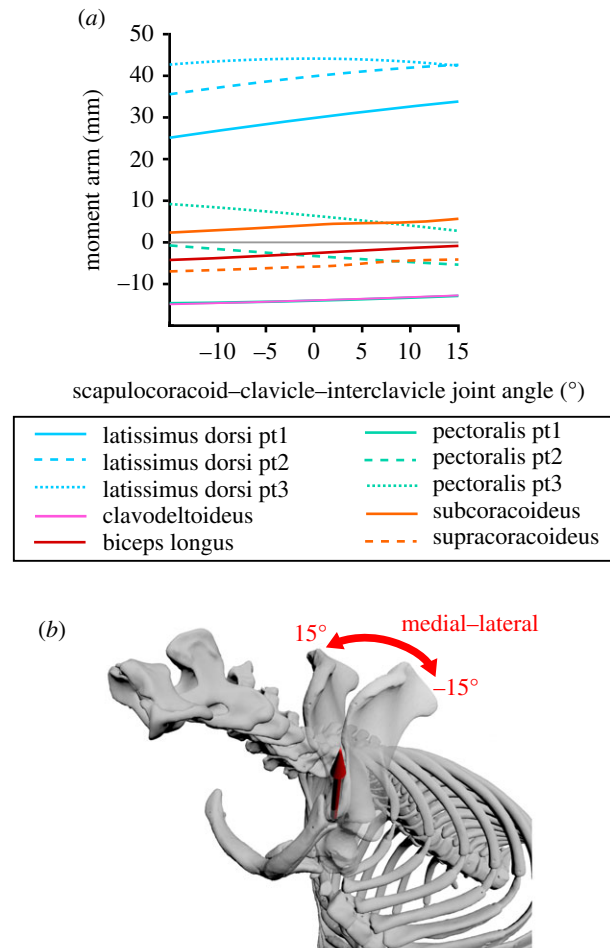 (a)
50
40
30
20
10
0
−10
moment arm (mm)
−10 −5 0 5 10 15
scapulocoracoid–clavicle–interclavicle joint angle (°)
latissimus dorsi pt1
latissimus dorsi pt2
latissimus dorsi pt3
clavodeltoideus
biceps longus
pectoralis pt1
pectoralis pt2
pectoralis pt3
subcoracoideus
supracoracoideus
(b)
medial–lateral
15°
−15°